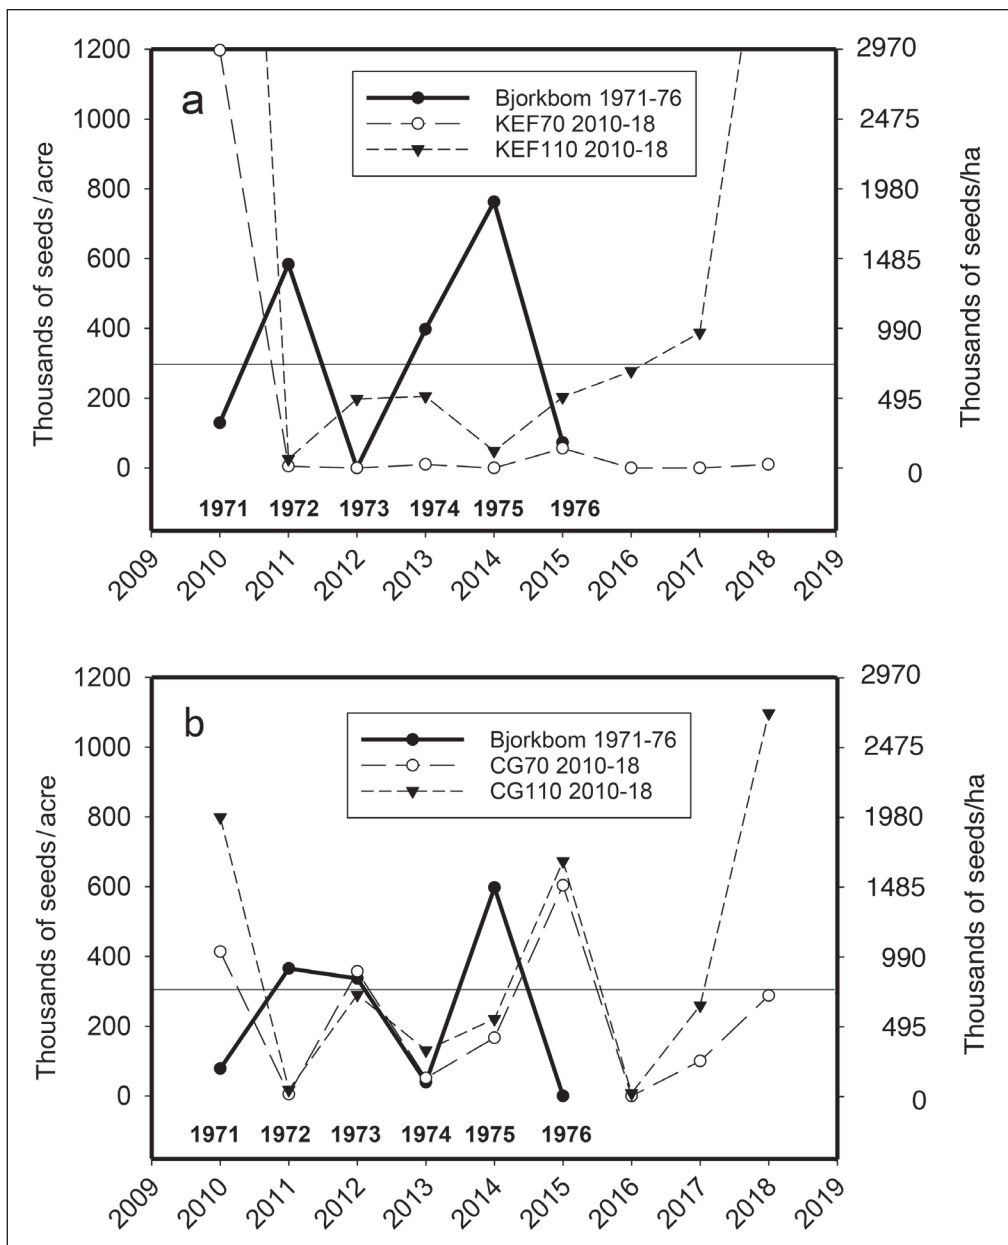 a
Bjorkbom 1971-76
KEF70 2010-18
KEF110 2010-18
Thousands of seeds/acre
1200
1000
800
600
400
200
0
2970
2475
1980
1485
990
495
0
Thousands of seeds/ha
1971 1972 1973 1974 1975 1976
2009 2010 2011 2012 2013 2014 2015 2016 2017 2018 2019
b
Bjorkbom 1971-76
CG70 2010-18
CG110 2010-18
Thousands of seeds/acre
1200
1000
800
600
400
200
0
2970
2475
1980
1485
990
495
0
Thousands of seeds/ha
1971 1972 1973 1974 1975 1976
2009 2010 2011 2012 2013 2014 2015 2016 2017 2018 2019